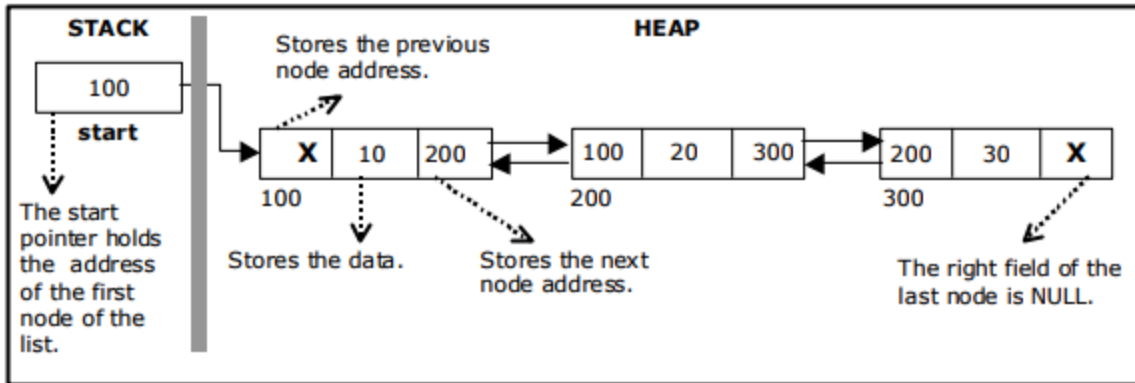 STACK
HEAP
Stores the previous
node address.
100
start
X 10 200
100 20 300
200 30 X
100
200
300
The start
pointer holds
the address
of the first
node of the
list.
Stores the data.
Stores the next
node address.
The right field of the
last node is NULL.